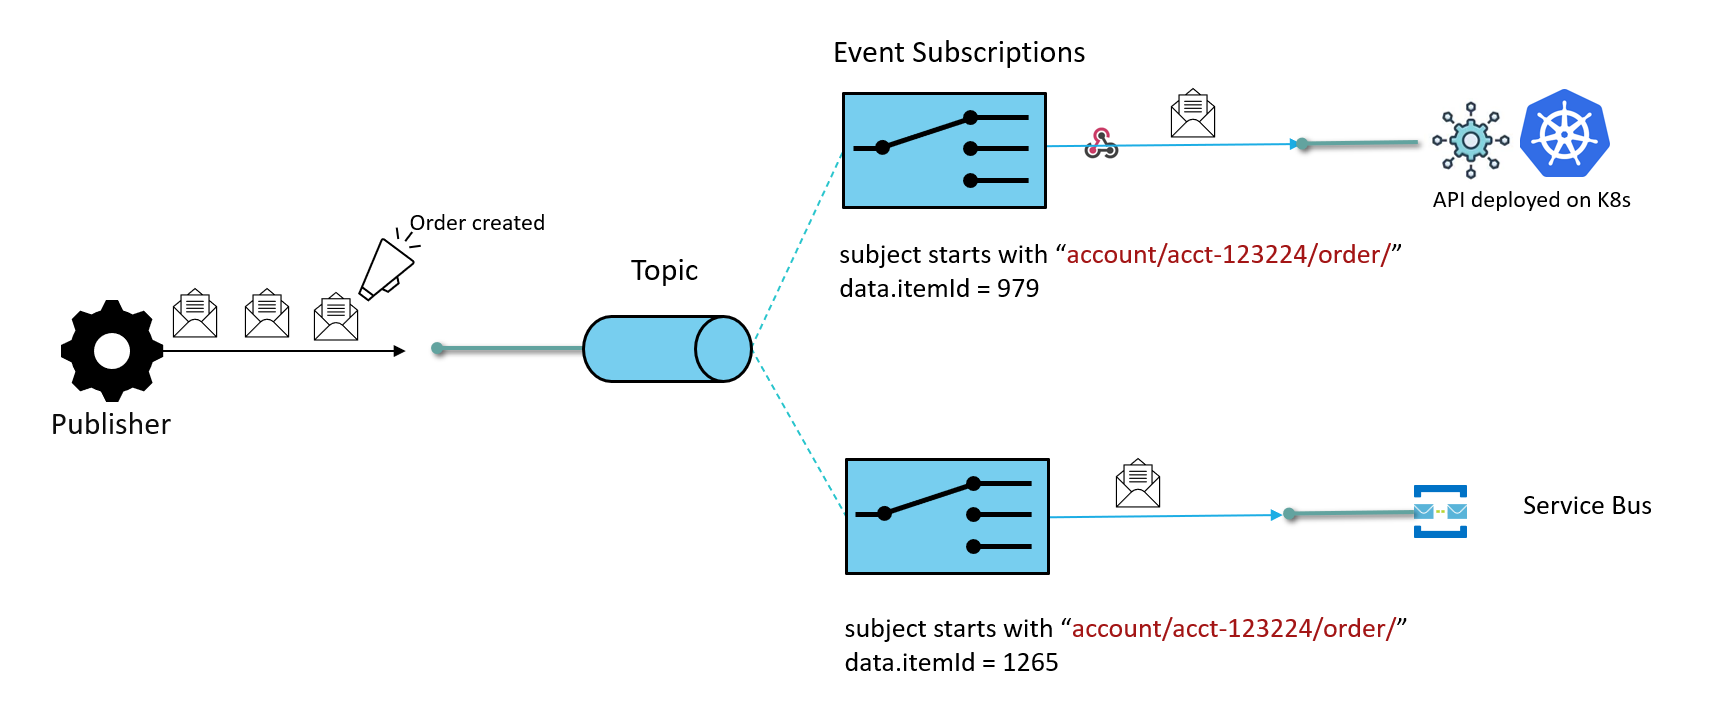 Event Subscriptions
API deployed on K8s
Order created
subject starts with “account/acct-123224/order/”
data.itemId = 979
Topic
Publisher
Service Bus
subject starts with “account/acct-123224/order/”
data.itemId = 1265